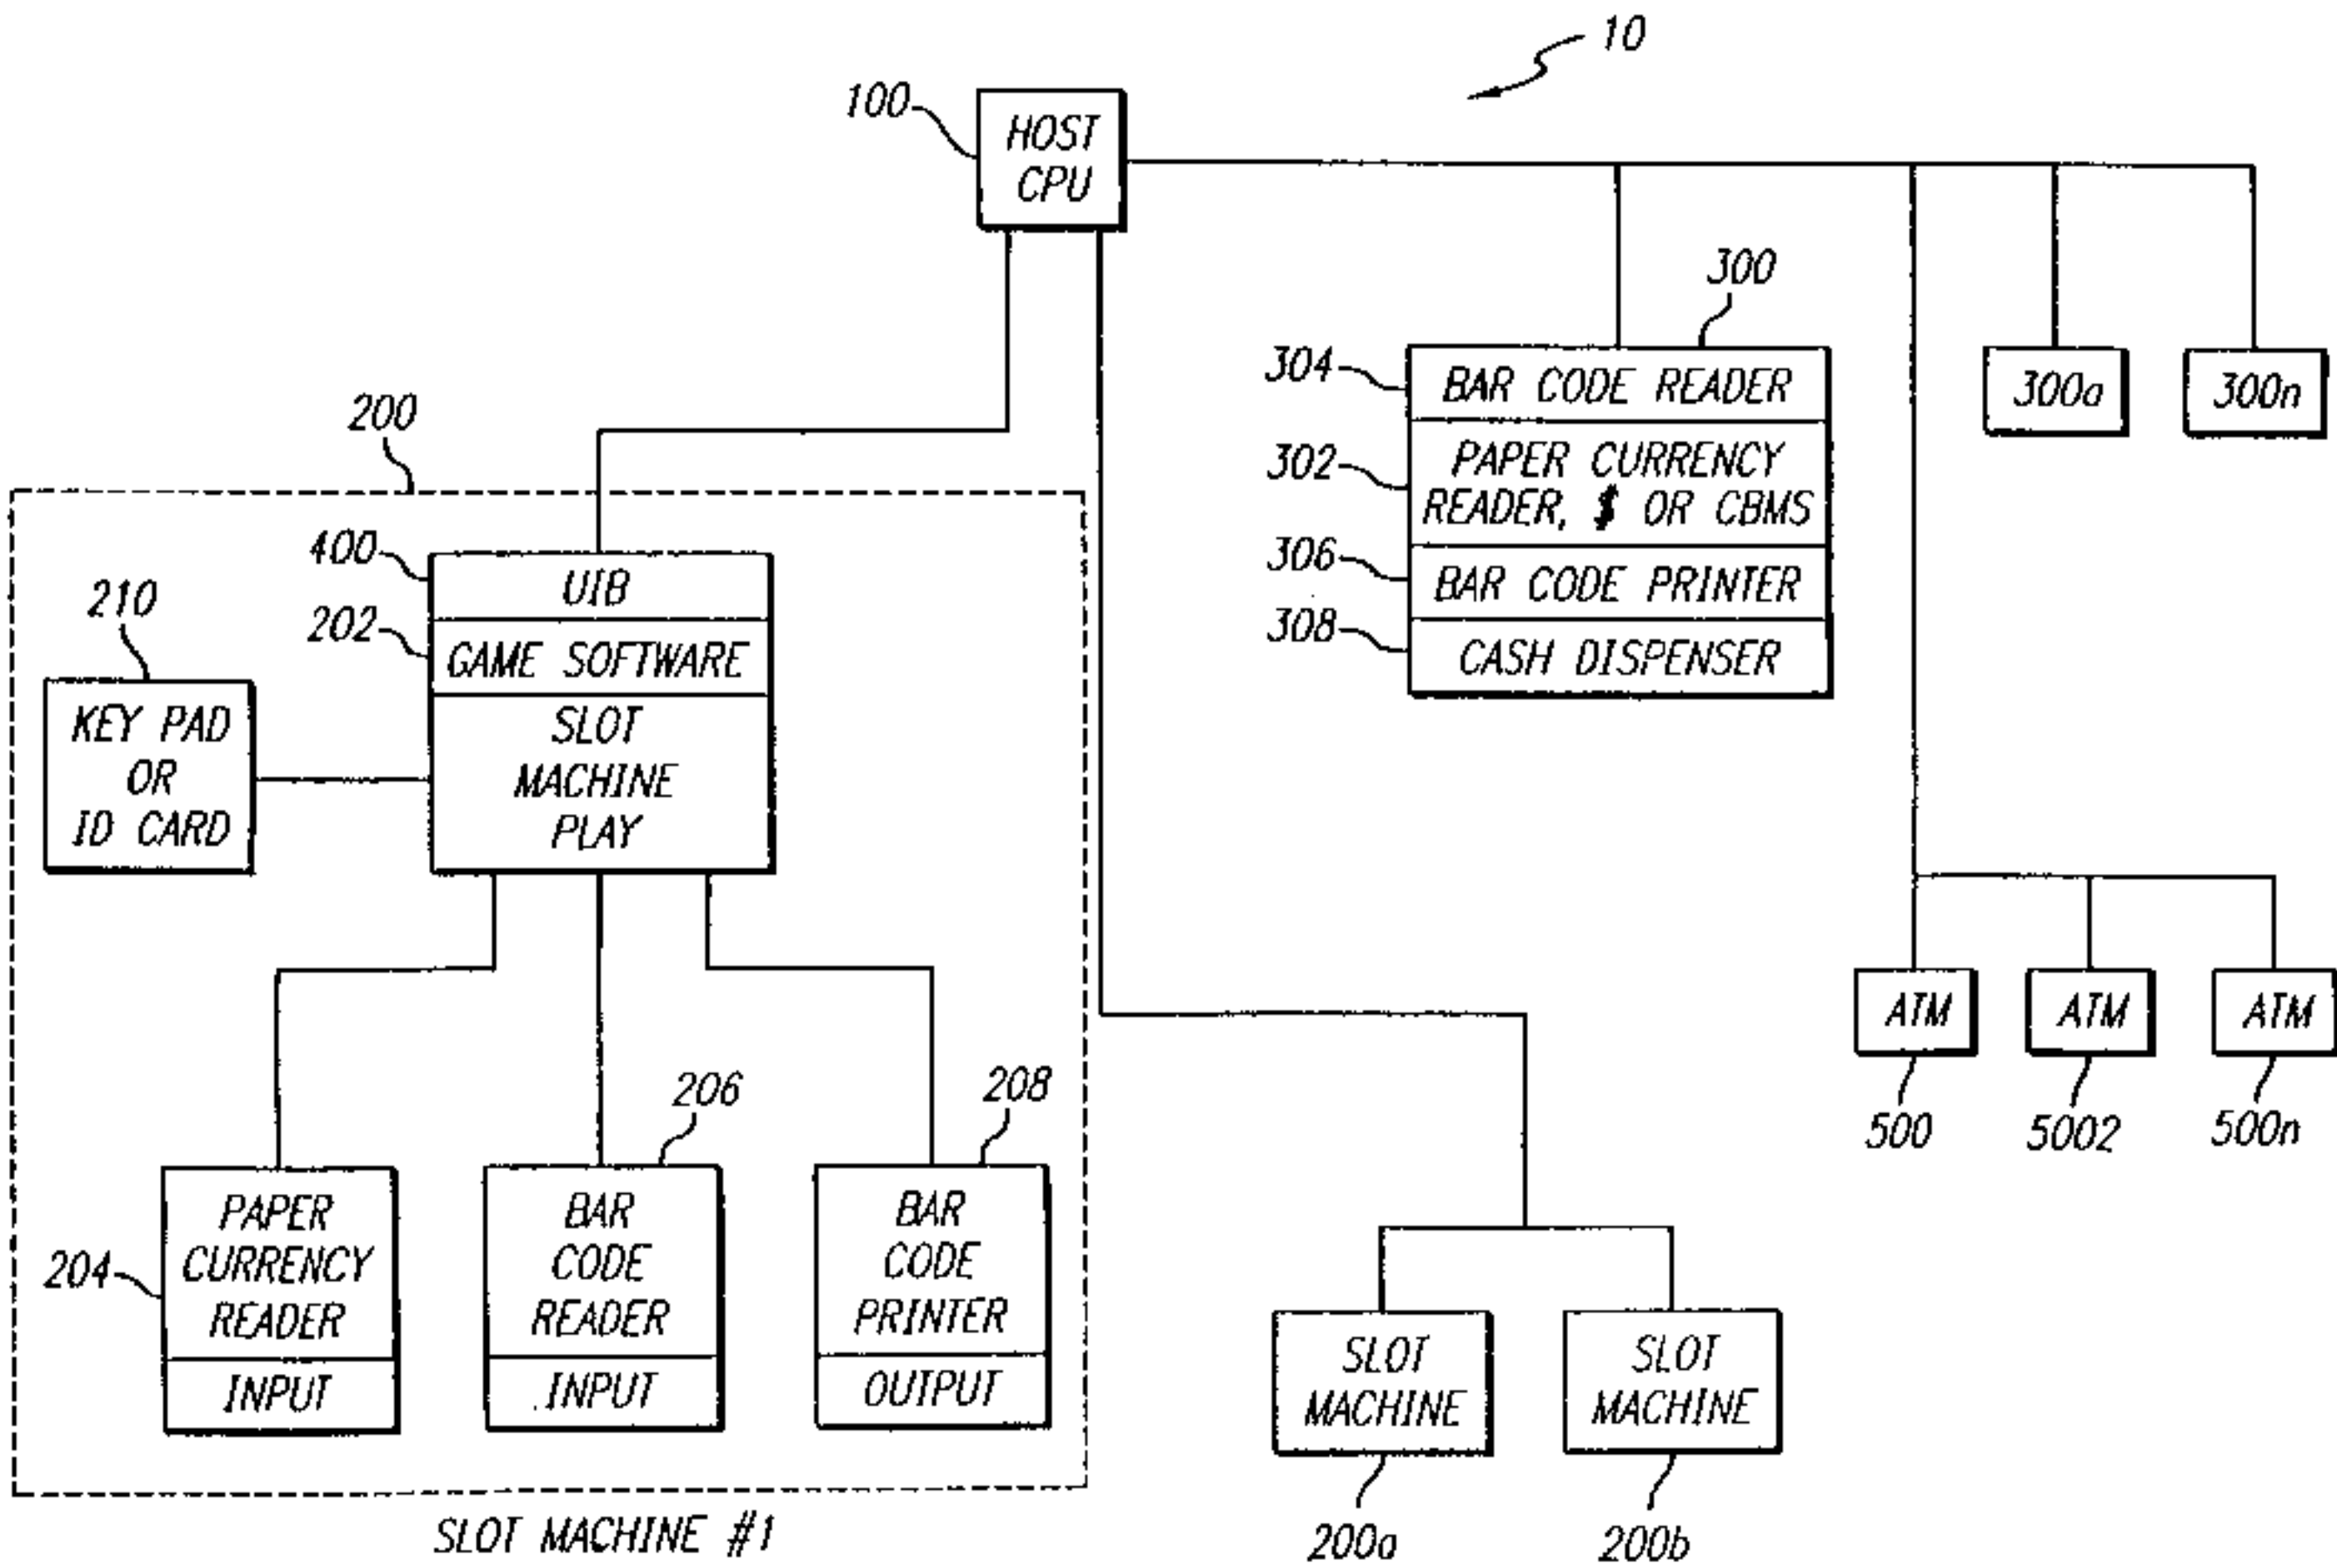 10
100
HOST
CPU
300
304
BAR CODE READER
302
PAPER CURRENCY
READER, $ OR CBMS
306
BAR CODE PRINTER
308
CASH DISPENSER
300a
300n
200
400
UIB
202
GAME SOFTWARE
SLOT
MACHINE
PLAY
210
KEY PAD
OR
ID CARD
204
PAPER
CURRENCY
READER
INPUT
206
BAR
CODE
READER
INPUT
208
BAR
CODE
PRINTER
OUTPUT
SLOT MACHINE #1
ATM
500
ATM
5002
ATM
500n
SLOT
MACHINE
200a
SLOT
MACHINE
200b